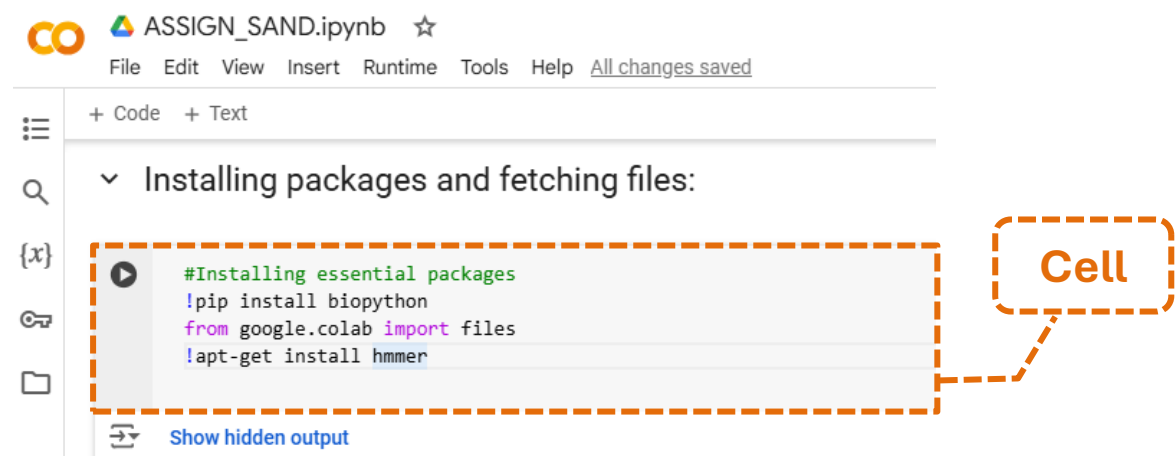 ASSIGN_SAND.ipynb
File Edit View Insert Runtime Tools Help All changes saved
+ Code + Text
Installing packages and fetching files:
{x}
#Installing essential packages
!pip install biopython
from google.colab import files
!apt-get install hmmer
Cell
Show hidden output